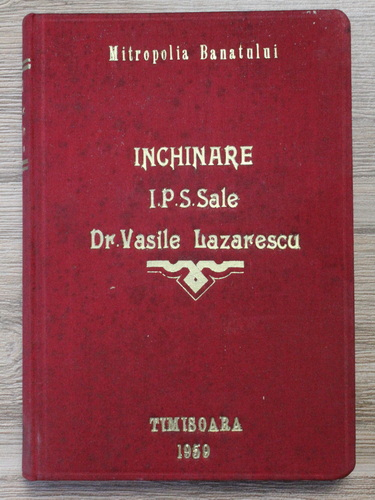 Mitropolia Banatului
INCHINARE
I.P.S. Sale
Dr. Vasile Lazarescu
TIMISOARA
1959